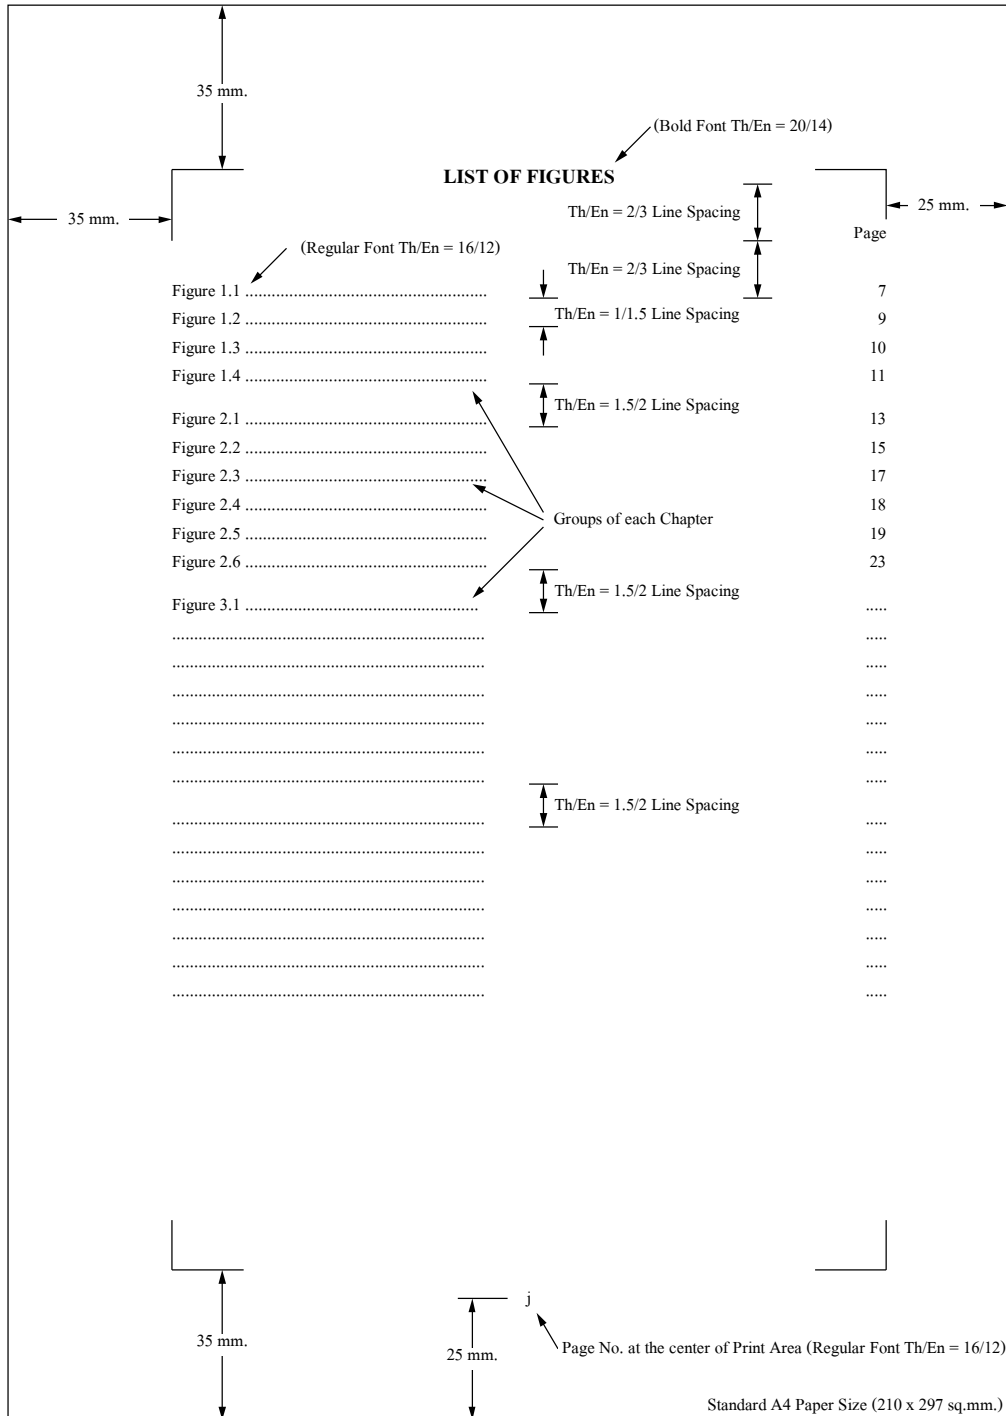 35 mm.
(Bold Font Th/En = 20/14)
LIST OF FIGURES
35 mm.
Th/En = 2/3 Line Spacing
25 mm.
Page
(Regular Font Th/En = 16/12)
Th/En = 2/3 Line Spacing
Figure 1.1 ...................................................... 7
Th/En = 1/1.5 Line Spacing
Figure 1.2 ...................................................... 9
Figure 1.3 ...................................................... 10
Figure 1.4 ...................................................... 11
Th/En = 1.5/2 Line Spacing
Figure 2.1 ...................................................... 13
Figure 2.2 ...................................................... 15
Figure 2.3 ...................................................... 17
Figure 2.4 ...................................................... 18
Groups of each Chapter
Figure 2.5 ...................................................... 19
Figure 2.6 ...................................................... 23
Th/En = 1.5/2 Line Spacing
Figure 3.1 .................................................... .....
...................................................................... .....
...................................................................... .....
...................................................................... .....
...................................................................... .....
...................................................................... .....
...................................................................... .....
Th/En = 1.5/2 Line Spacing
...................................................................... .....
...................................................................... .....
...................................................................... .....
...................................................................... .....
...................................................................... .....
...................................................................... .....
...................................................................... .....
j
35 mm.
25 mm.
Page No. at the center of Print Area (Regular Font Th/En = 16/12)
Standard A4 Paper Size (210 x 297 sq.mm.)